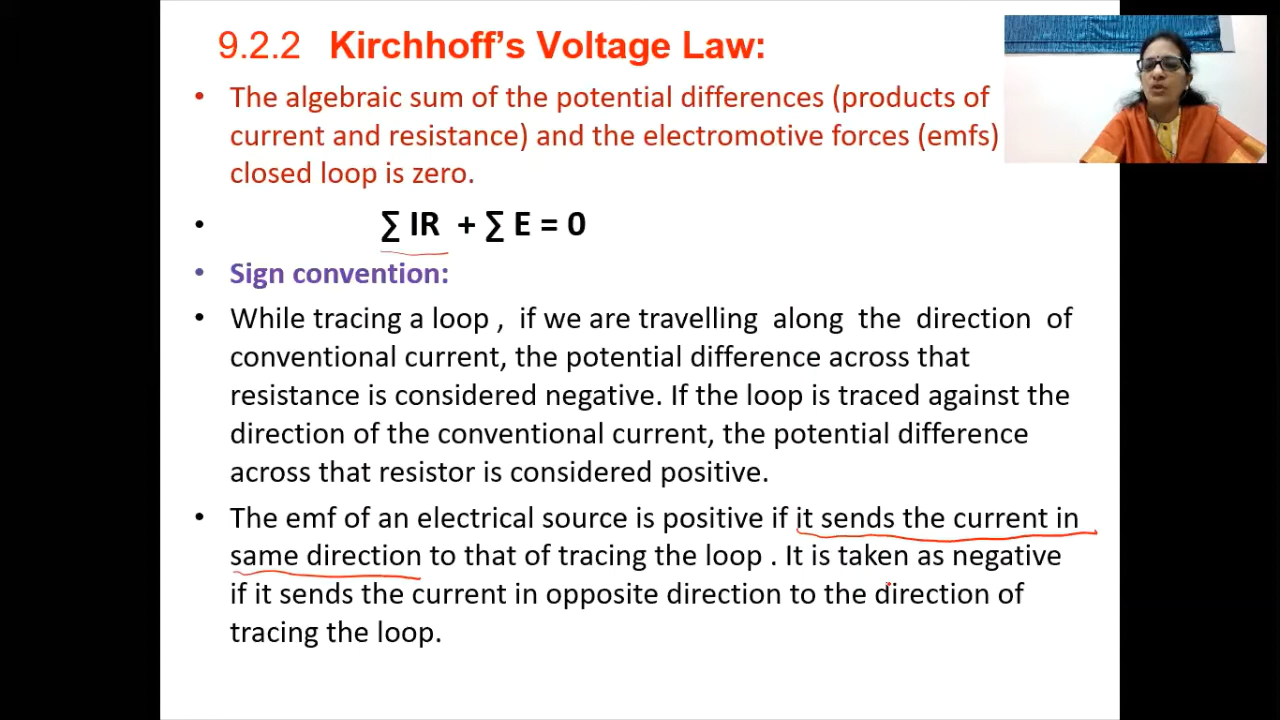 9.2.2 Kirchhoff’s Voltage Law:
• The algebraic sum of the potential differences (products of
current and resistance) and the electromotive forces (emfs)
closed loop is zero.
• ∑ IR + ∑ E = 0
• Sign convention:
• While tracing a loop , if we are travelling along the direction of
conventional current, the potential difference across that
resistance is considered negative. If the loop is traced against the
direction of the conventional current, the potential difference
across that resistor is considered positive.
• The emf of an electrical source is positive if it sends the current in
same direction to that of tracing the loop . It is taken as negative
if it sends the current in opposite direction to the direction of
tracing the loop.